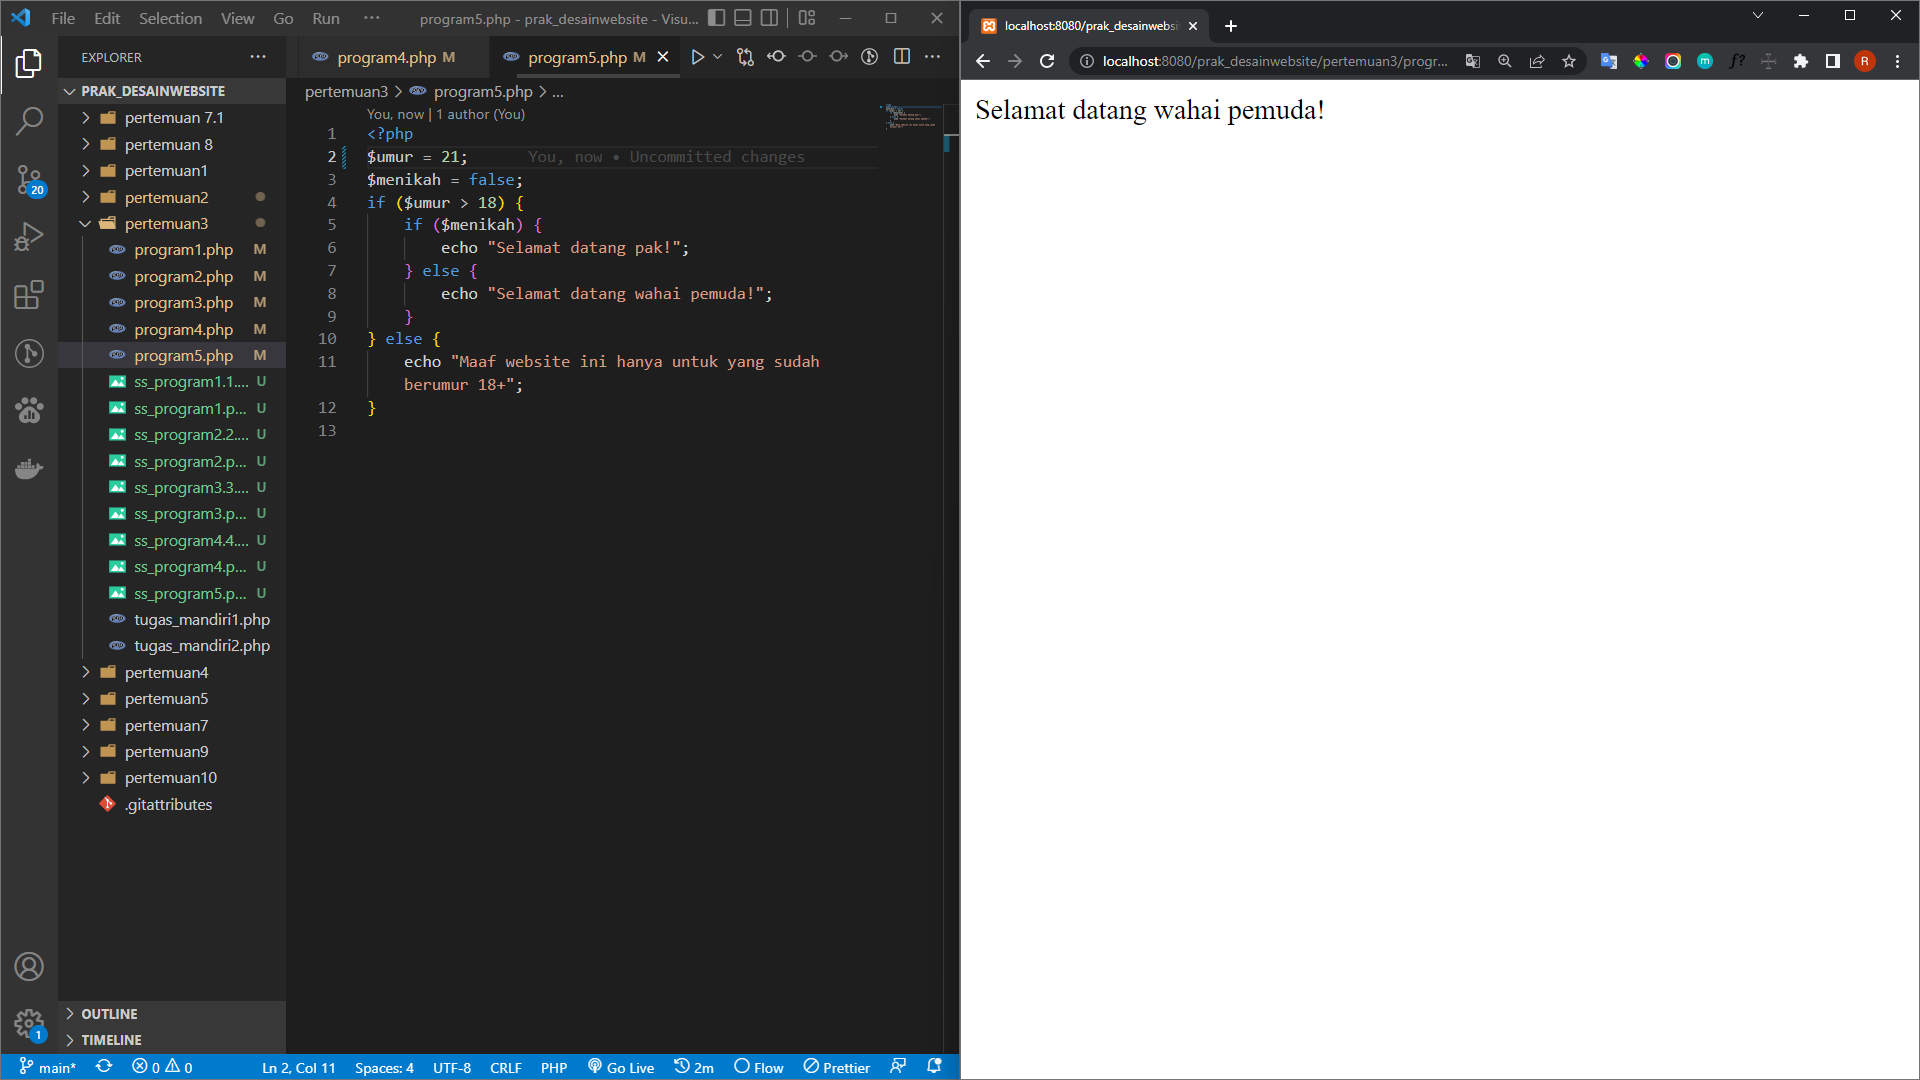 File Edit Selection View Go Run ··· program5.php - prak_desainwebsite - Visu...
EXPLORER ···
PRAK_DESAINWEBSITE
pertemuan 7.1
pertemuan 8
pertemuan1
pertemuan2
pertemuan3
program1.php M
program2.php M
program3.php M
program4.php M
program5.php M
ss_program1.1.... U
ss_program1.p... U
ss_program2.2.... U
ss_program2.p... U
ss_program3.3.... U
ss_program3.p... U
ss_program4.4.... U
ss_program4.p... U
ss_program5.p... U
tugas_mandiri1.php
tugas_mandiri2.php
pertemuan4
pertemuan5
pertemuan7
pertemuan9
pertemuan10
.gitattributes
OUTLINE
TIMELINE
20
1
program4.php M program5.php M
pertemuan3 > program5.php > ...
You, now | 1 author (You)
1 <?php
2 $umur = 21; You, now • Uncommitted changes
3 $menikah = false;
4 if ($umur > 18) {
5 if ($menikah) {
6 echo "Selamat datang pak!";
7 } else {
8 echo "Selamat datang wahai pemuda!";
9 }
10 } else {
11 echo "Maaf website ini hanya untuk yang sudah
berumur 18+";
12 }
13
main* 0 0 Ln 2, Col 11 Spaces: 4 UTF-8 CRLF PHP Go Live 2m Flow Prettier
localhost:8080/prak_desainwebsi
localhost:8080/prak_desainwebsite/pertemuan3/progr... m f? R
Selamat datang wahai pemuda!